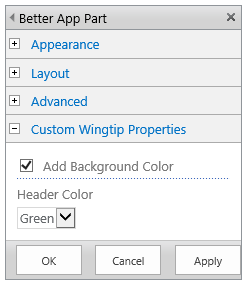 Better App Part
Appearance
Layout
Advanced
Custom Wingtip Properties
Add Background Color
Header Color
Green
OK Cancel Apply